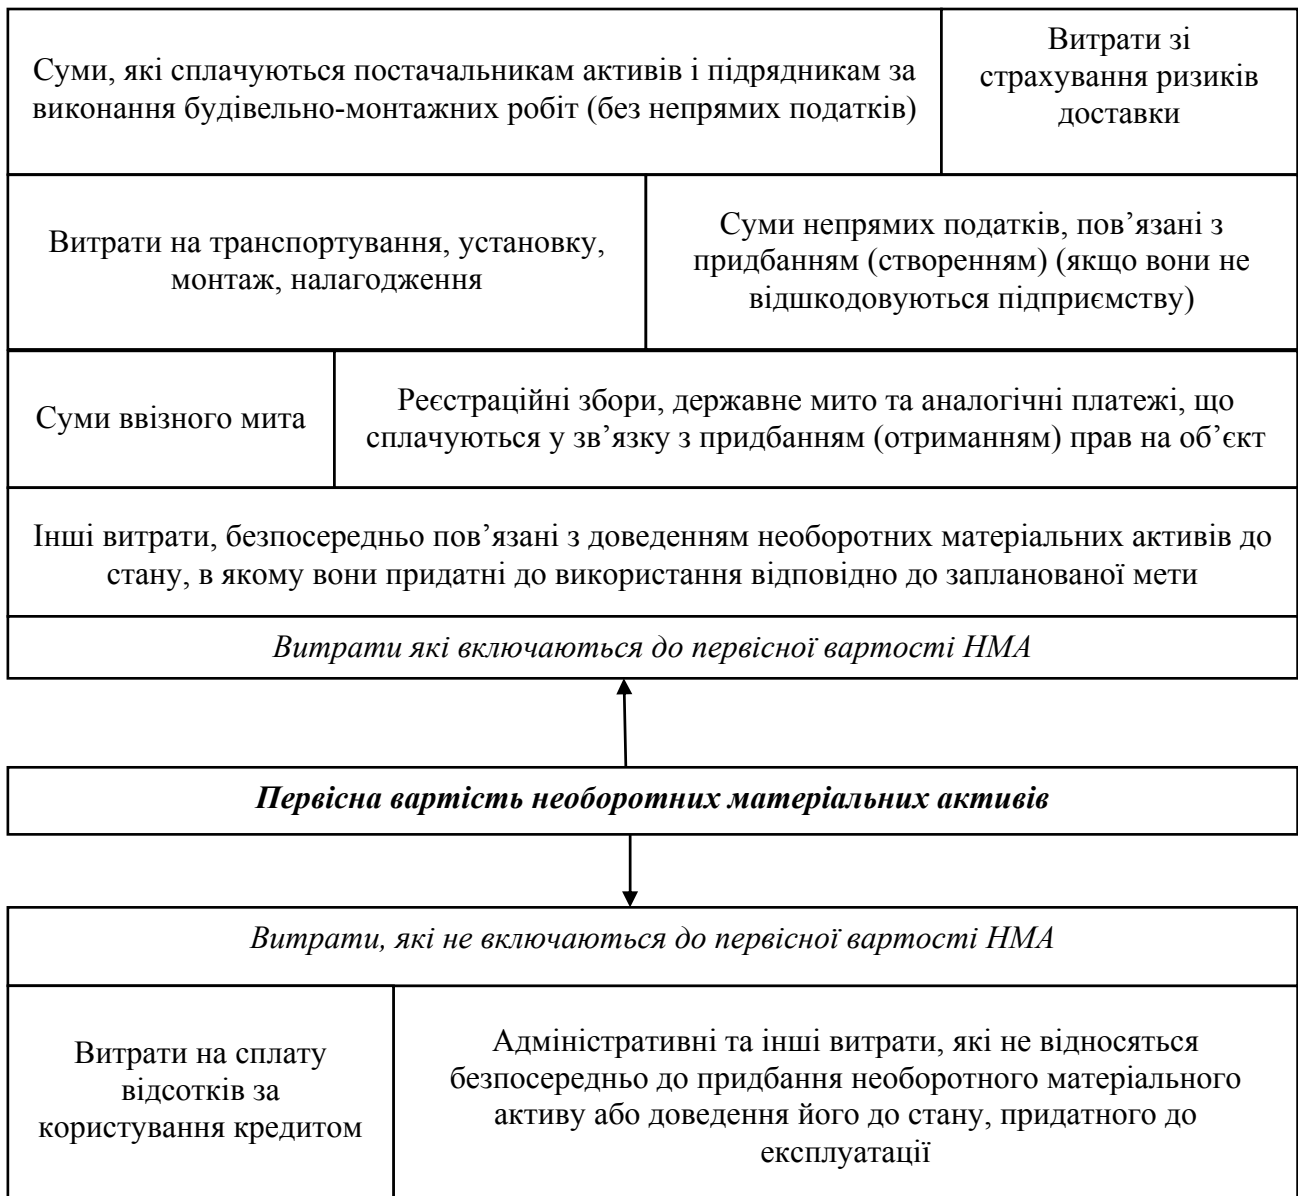 Суми, які сплачуються постачальникам активів і підрядникам за
виконання будівельно-монтажних робіт (без непрямих податків)
Витрати зі
страхування ризиків
доставки
Витрати на транспортування, установку,
монтаж, налагодження
Суми непрямих податків, пов’язані з
придбанням (створенням) (якщо вони не
відшкодовуються підприємству)
Суми ввізного мита
Реєстраційні збори, державне мито та аналогічні платежі, що
сплачуються у зв’язку з придбанням (отриманням) прав на об’єкт
Інші витрати, безпосередньо пов’язані з доведенням необоротних матеріальних активів до
стану, в якому вони придатні до використання відповідно до запланованої мети
Витрати які включаються до первісної вартості НМА
Первісна вартість необоротних матеріальних активів
Витрати, які не включаються до первісної вартості НМА
Витрати на сплату
відсотків за
користування кредитом
Адміністративні та інші витрати, які не відносяться
безпосередньо до придбання необоротного матеріального
активу або доведення його до стану, придатного до
експлуатації